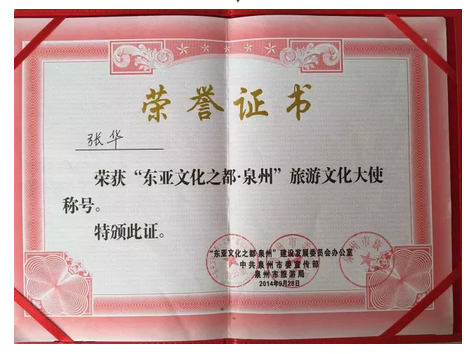 荣誉证书
张华
荣获“东亚文化之都·泉州”旅游文化大使
称号。
特颁此证。
“东亚文化之都·泉州”建设发展委员会办公室
中共泉州市委宣传部
泉州市旅游局
2014年9月28日